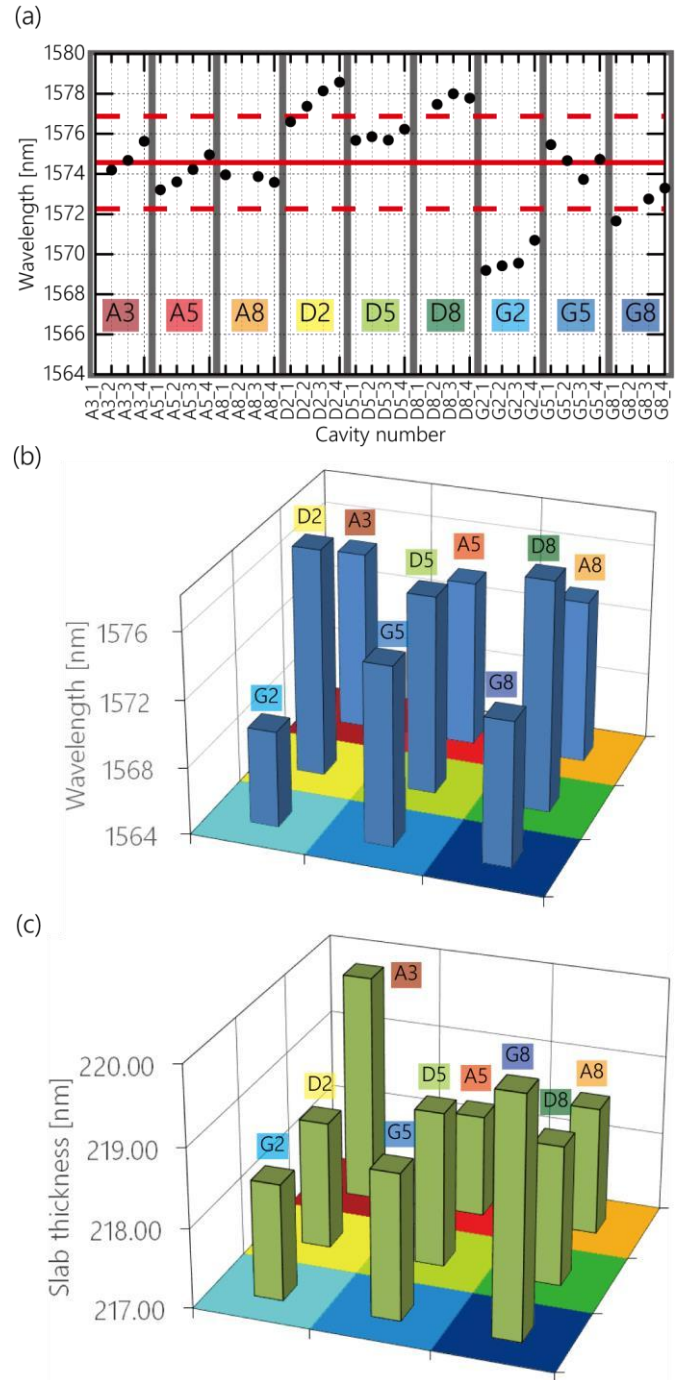 (a)
1580
1578
1576
1574
1572
1570
1568
1566
1564
Wavelength [nm]
A3 A5 A8 D2 D5 D8 G2 G5 G8
A3_1 A3_2 A3_3 A3_4 A5_1 A5_2 A5_3 A5_4 A8_1 A8_2 A8_3 A8_4 D2_1 D2_2 D2_3 D2_4 D5_1 D5_2 D5_3 D5_4 D8_1 D8_2 D8_3 D8_4 G2_1 G2_2 G2_3 G2_4 G5_1 G5_2 G5_3 G5_4 G8_1 G8_2 G8_3 G8_4
Cavity number
(b)
D2 A3
D5 A5 D8 A8
G5
G2 G8
1576
1572
1568
1564
Wavelength [nm]
(c)
A3
220.00
219.00
218.00
217.00
Slab thickness [nm]
G8
D2 D5 A5 A8
G2 G5 D8